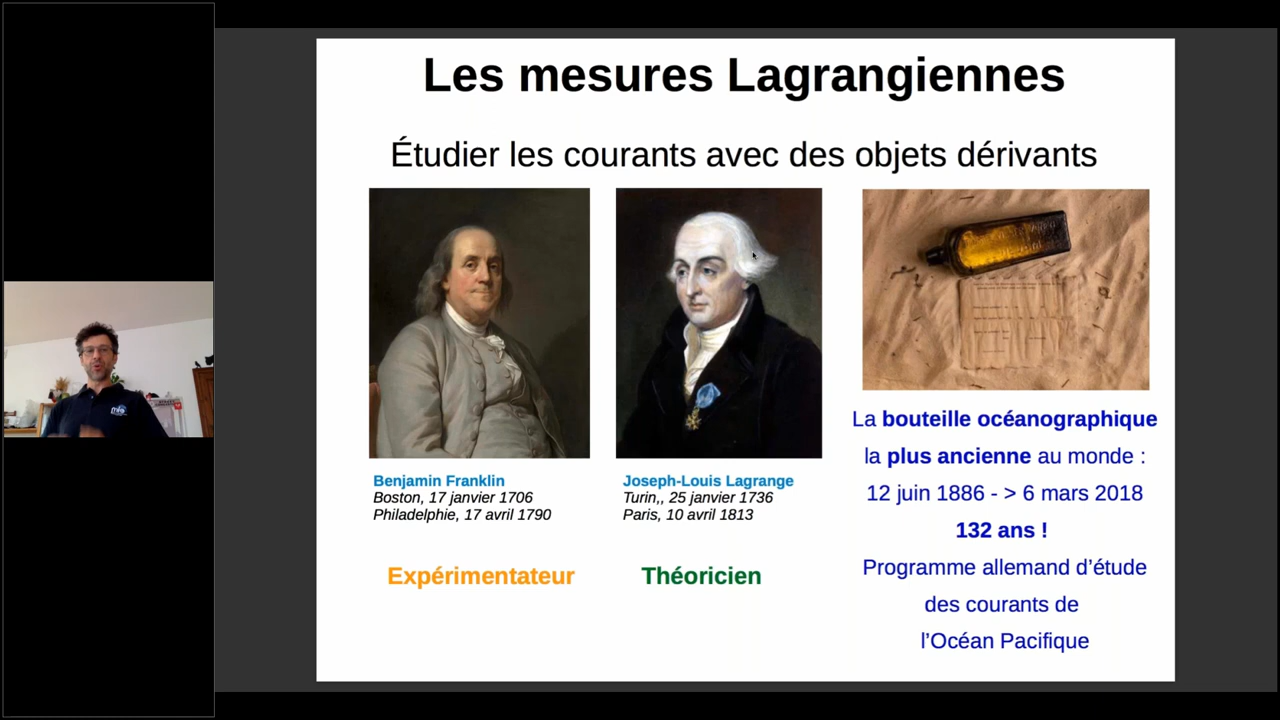 Les mesures Lagrangiennes
Étudier les courants avec des objets dérivants
Benjamin Franklin
Boston, 17 janvier 1706
Philadelphie, 17 avril 1790
Expérimentateur
Joseph-Louis Lagrange
Turin,, 25 janvier 1736
Paris, 10 avril 1813
Théoricien
La bouteille océanographique
la plus ancienne au monde :
12 juin 1886 - > 6 mars 2018
132 ans !
Programme allemand d’étude
des courants de
l’Océan Pacifique